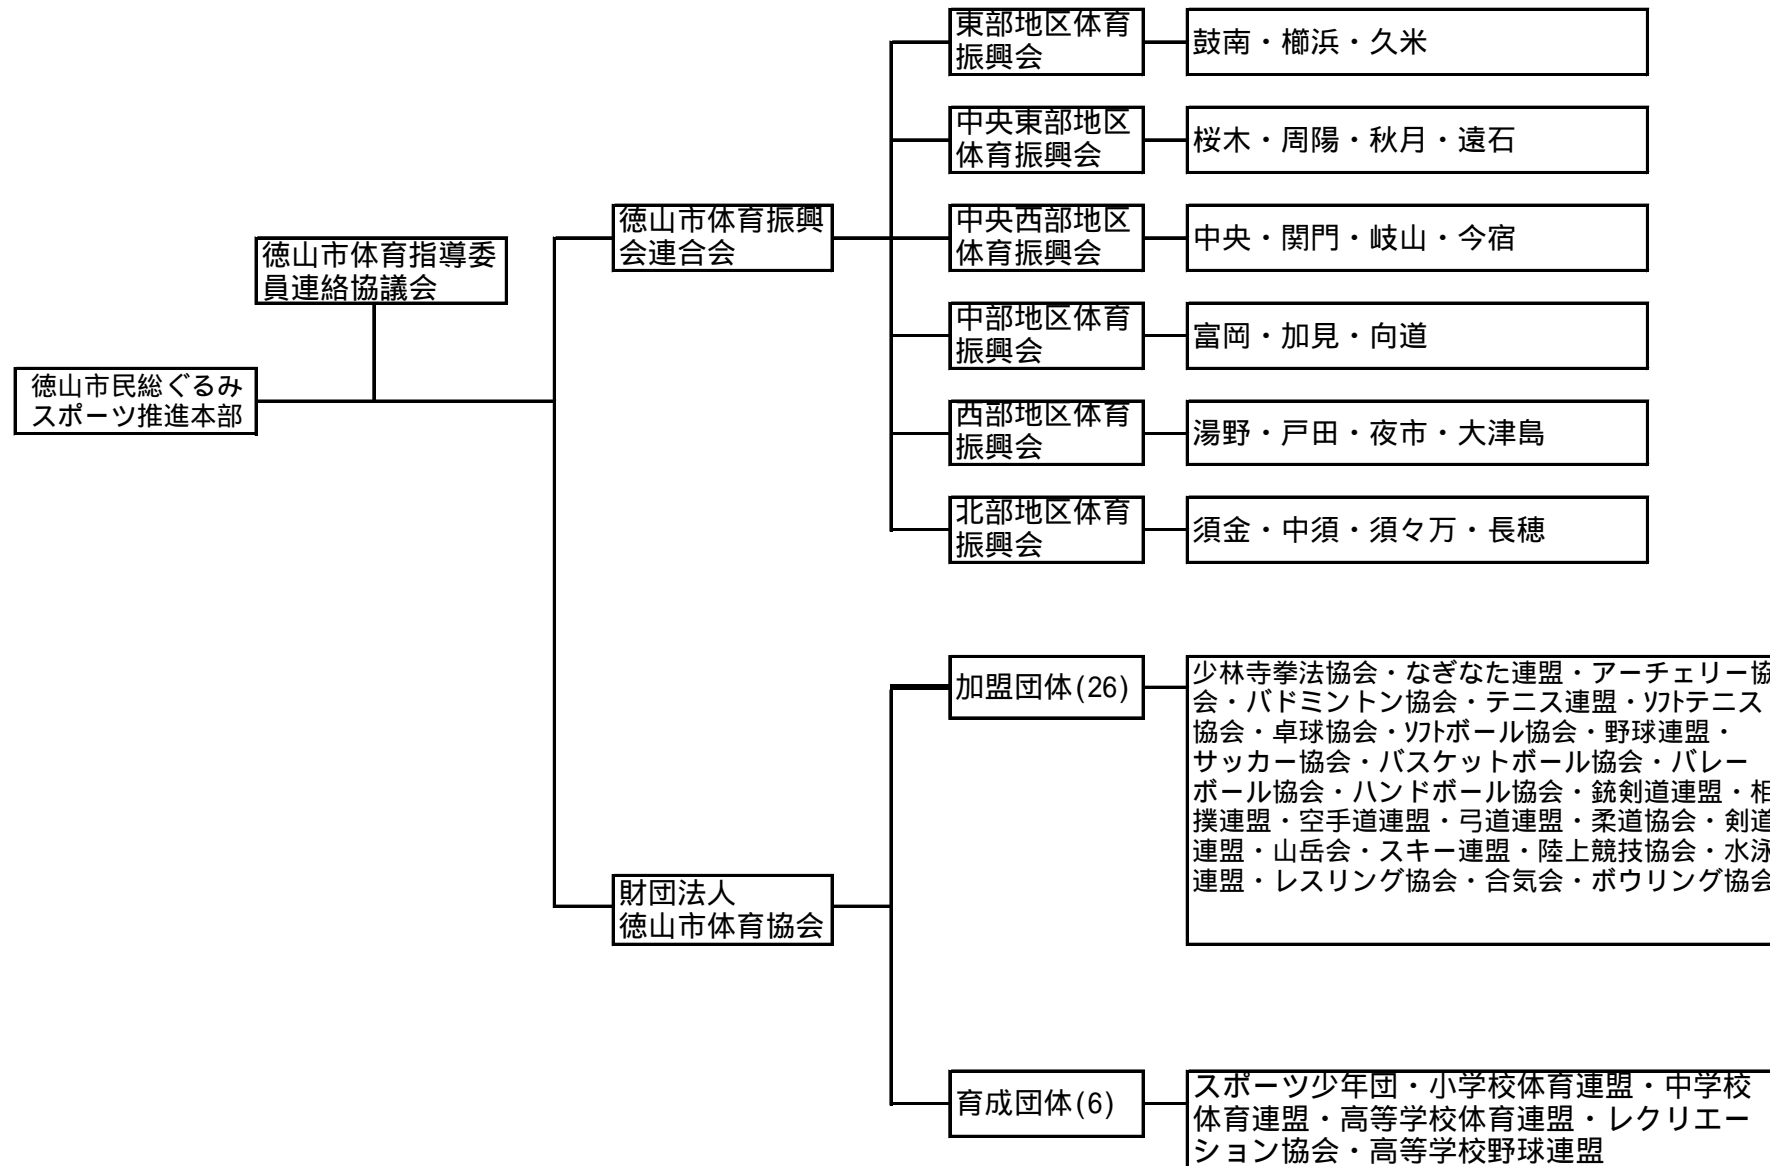 徳山市民総ぐるみ
スポーツ推進本部
徳山市体育指導委
員連絡協議会
徳山市体育振興
会連合会
東部地区体育
振興会
鼓南・櫛浜・久米
中央東部地区
体育振興会
桜木・周陽・秋月・遠石
中央西部地区
体育振興会
中央・関門・岐山・今宿
中部地区体育
振興会
富岡・加見・向道
西部地区体育
振興会
湯野・戸田・夜市・大津島
北部地区体育
振興会
須金・中須・須々万・長穂
財団法人
徳山市体育協会
加盟団体(26)
少林寺拳法協会・なぎなた連盟・アーチェリー協
会・バドミントン協会・テニス連盟・ｿﾌﾄテニス
協会・卓球協会・ｿﾌﾄボール協会・野球連盟・
サッカー協会・バスケットボール協会・バレー
ボール協会・ハンドボール協会・銃剣道連盟・相
撲連盟・空手道連盟・弓道連盟・柔道協会・剣道
連盟・山岳会・スキー連盟・陸上競技協会・水泳
連盟・レスリング協会・合気会・ボウリング協会
育成団体(6)
スポーツ少年団・小学校体育連盟・中学校
体育連盟・高等学校体育連盟・レクリエー
ション協会・高等学校野球連盟